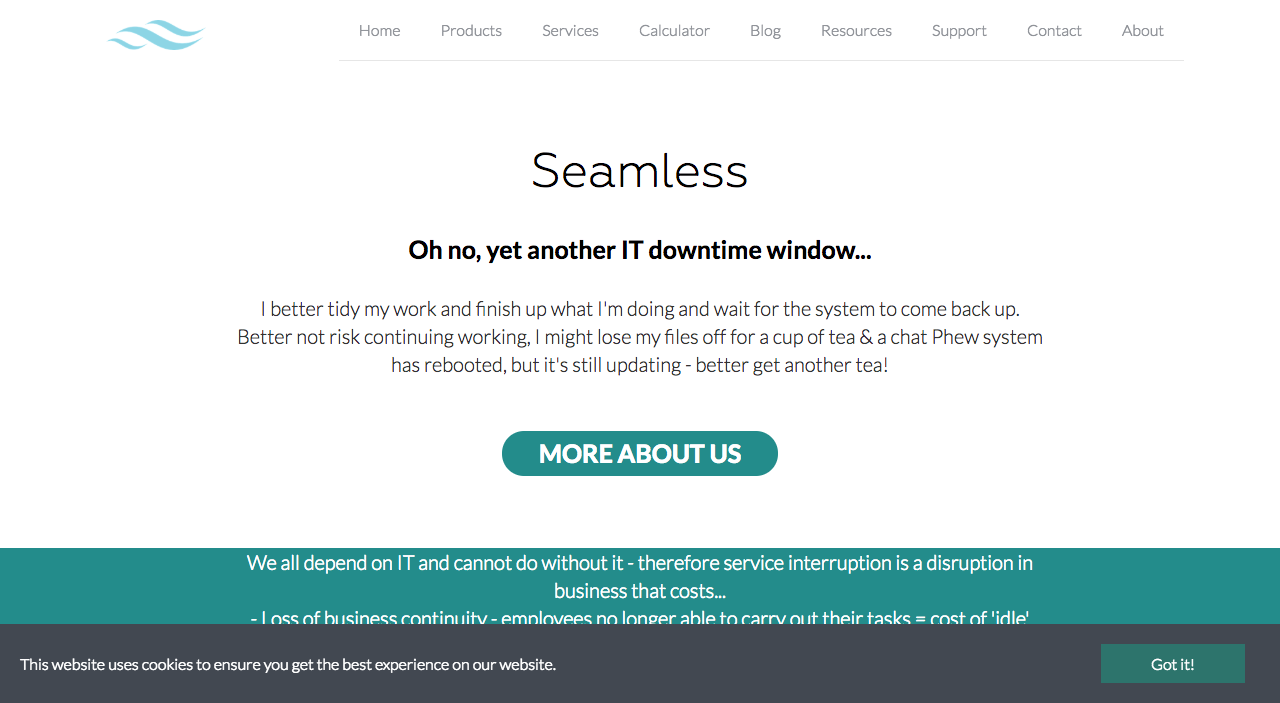 Home Products Services Calculator Blog Resources Support Contact About
Seamless
Oh no, yet another IT downtime window...
I better tidy my work and finish up what I'm doing and wait for the system to come back up.
Better not risk continuing working, I might lose my files off for a cup of tea & a chat Phew system
has rebooted, but it's still updating - better get another tea!
MORE ABOUT US
We all depend on IT and cannot do without it - therefore service interruption is a disruption in
business that costs...
- Loss of business continuity - employees no longer able to carry out their tasks = cost of 'idle'
This website uses cookies to ensure you get the best experience on our website.
Got it!